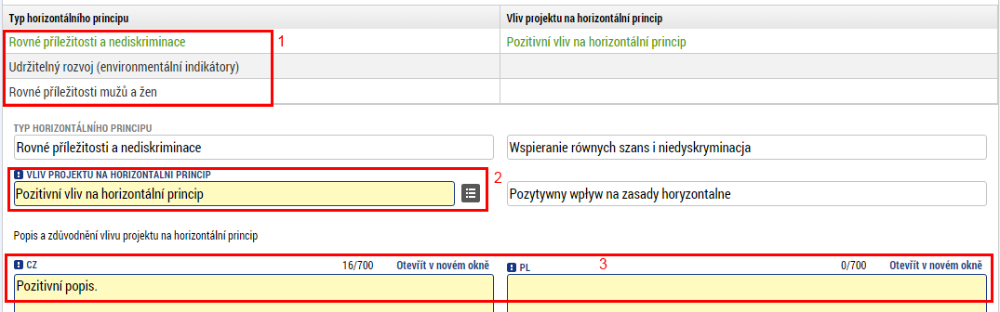 Typ horizontálního principu Vliv projektu na horizontální princip
Rovné příležitosti a nediskriminace 1 Pozitivní vliv na horizontální princip
Udržitelný rozvoj (environmentální indikátory)
Rovné příležitosti mužů a žen
TYP HORIZONTÁLNÍHO PRINCIPU
Rovné příležitosti a nediskriminace Wspieranie równych szans i niedyskryminacja
VLIV PROJEKTU NA HORIZONTÁLNÍ PRINCIP 2
Pozitivní vliv na horizontální princip Pozytywny wpływ na zasady horyzontalne
Popis a zdůvodnění vlivu projektu na horizontální princip
CZ 16/700 Otevřít v novém okně PL 3 0/700 Otevřít v novém okně
Pozitivní popis.